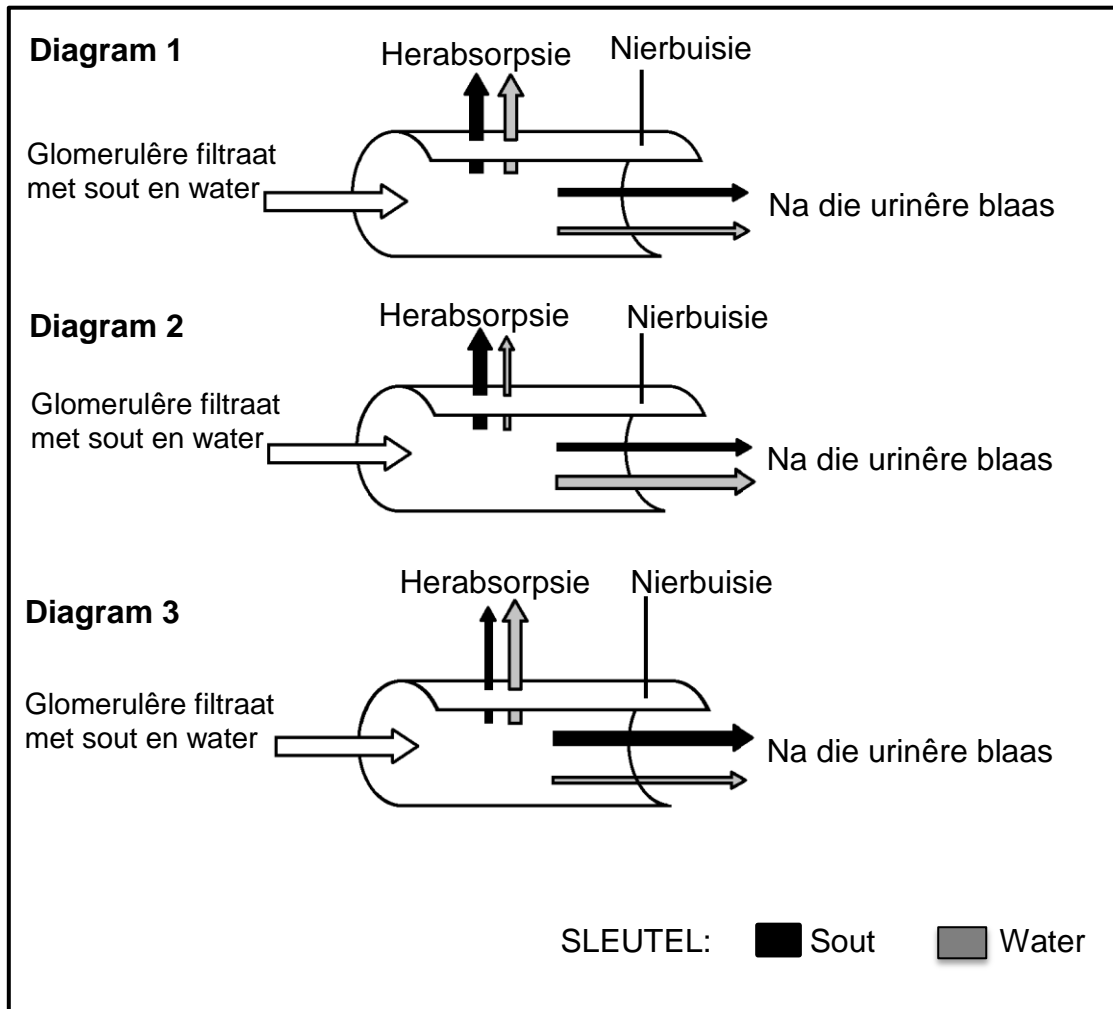 Diagram 1
Herabsorpsie
Nierbuisie
Glomerulêre filtraat
met sout en water
Na die urinêre blaas
Diagram 2
Herabsorpsie
Nierbuisie
Glomerulêre filtraat
met sout en water
Na die urinêre blaas
Diagram 3
Herabsorpsie
Nierbuisie
Glomerulêre filtraat
met sout en water
Na die urinêre blaas
SLEUTEL: Sout Water